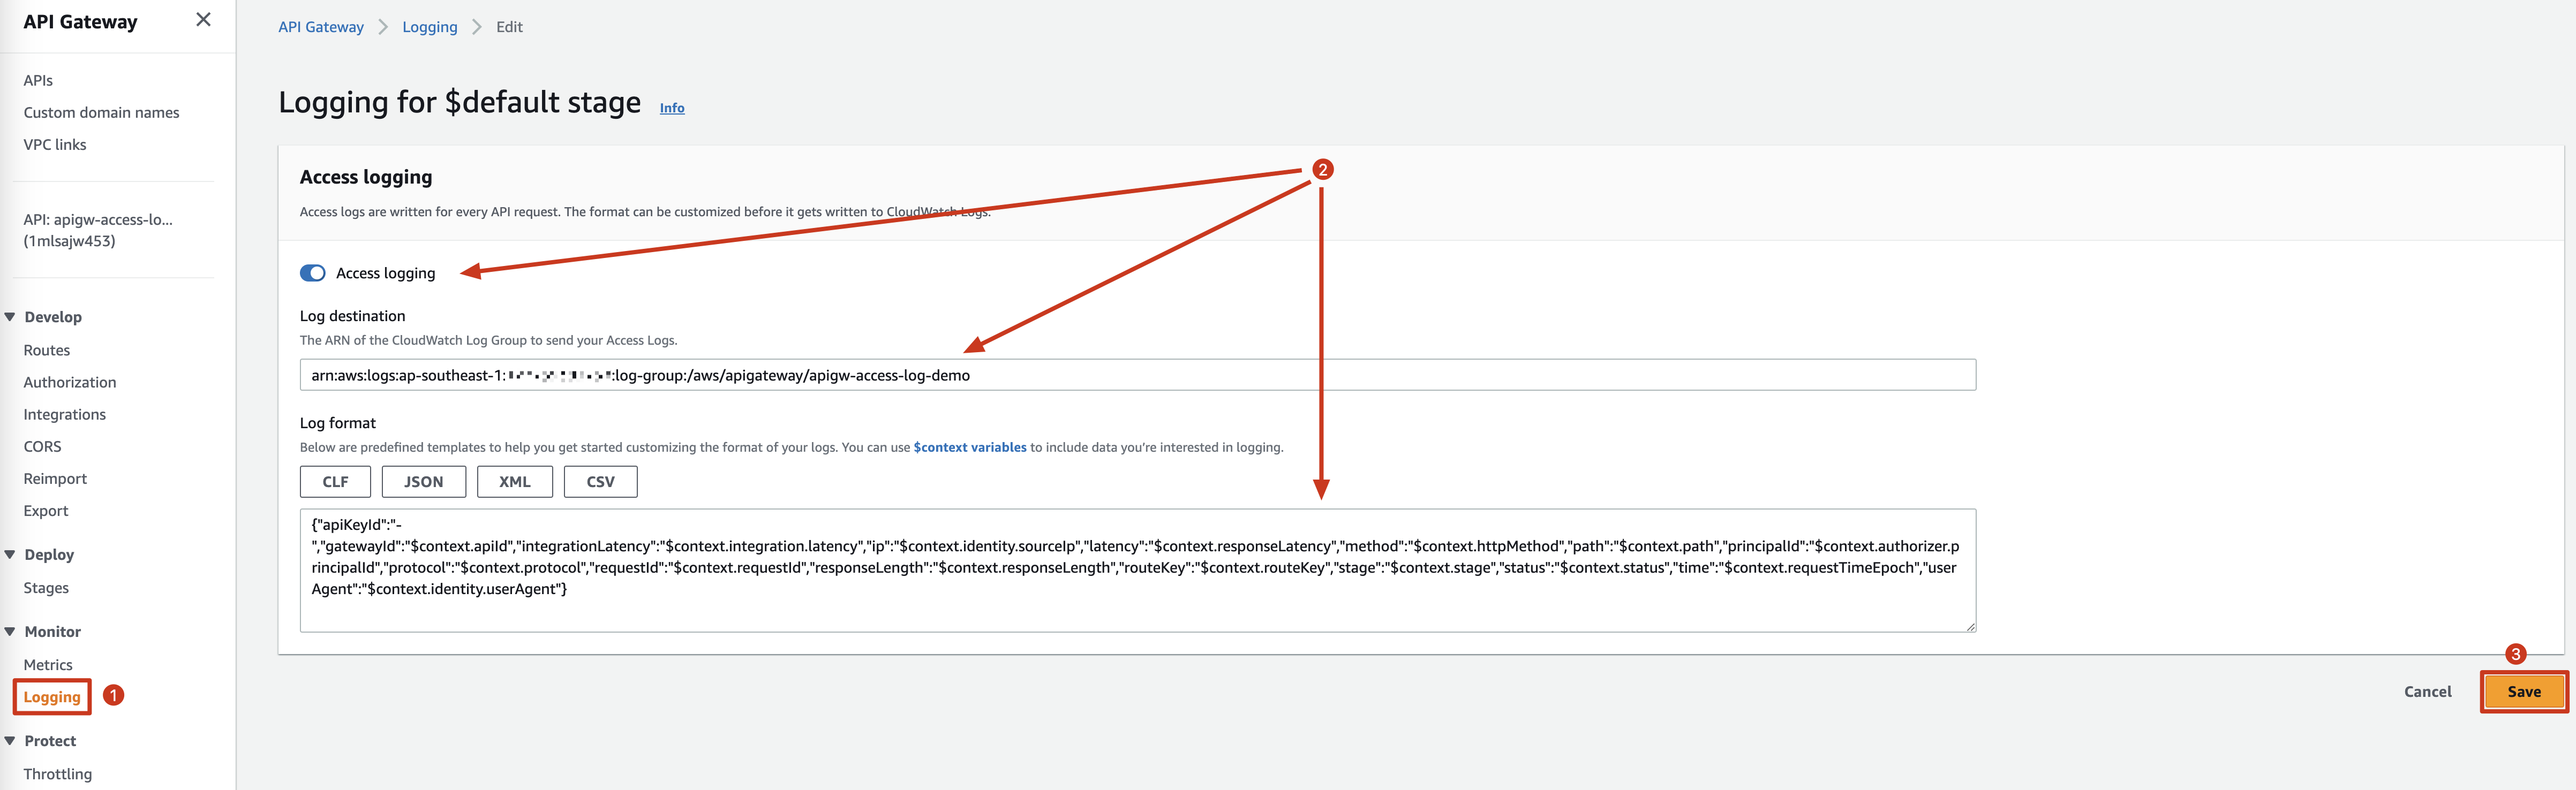 API Gateway
APIs
Custom domain names
VPC links
API: apigw-access-lo...
(1mlsajw453)
Develop
Routes
Authorization
Integrations
CORS
Reimport
Export
Deploy
Stages
Monitor
Metrics
Logging 1
Protect
Throttling
API Gateway Logging Edit
Logging for $default stage Info
2
Access logging
Access logs are written for every API request. The format can be customized before it gets written to CloudWatch Logs.
Access logging
Log destination
The ARN of the CloudWatch Log Group to send your Access Logs.
arn:aws:logs:ap-southeast-1: :log-group:/aws/apigateway/apigw-access-log-demo
Log format
Below are predefined templates to help you get started customizing the format of your logs. You can use $context variables to include data you're interested in logging.
CLF JSON XML CSV
{"apiKeyId":"-
","gatewayId":"$context.apiId","integrationLatency":"$context.integration.latency","ip":"$context.identity.sourceIp","latency":"$context.responseLatency","method":"$context.httpMethod","path":"$context.path","principalId":"$context.authorizer.p
rincipalId","protocol":"$context.protocol","requestId":"$context.requestId","responseLength":"$context.responseLength","routeKey":"$context.routeKey","stage":"$context.stage","status":"$context.status","time":"$context.requestTimeEpoch","user
Agent":"$context.identity.userAgent"}
3
Cancel Save